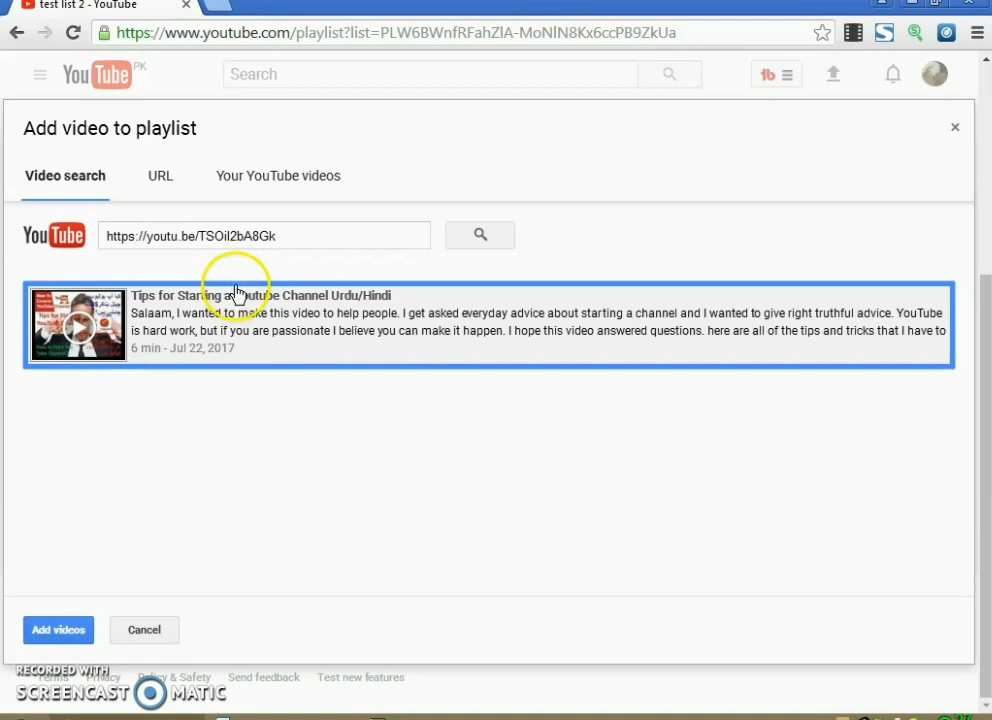 test list 2 - YouTube
https://www.youtube.com/playlist?list=PLW6BWnfRFahZlA-MoNlN8Kx6ccPB9ZkUa
YouTube PK
Search
Add video to playlist
Video search
URL
Your YouTube videos
YouTube
https://youtu.be/TSOil2bA8Gk
Tips for Starting a Youtube Channel Urdu/Hindi
Salaam, I wanted to make this video to help people. I get asked everyday advice about starting a channel and I wanted to give right truthful advice. YouTube
is hard work, but if you are passionate I believe you can make it happen. I hope this video answered questions. here are all of the tips and tricks that I have to
6 min - Jul 22, 2017
Add videos
Cancel
Terms Privacy Policy & Safety Send feedback Test new features
RECORDED WITH
SCREENCAST MATIC